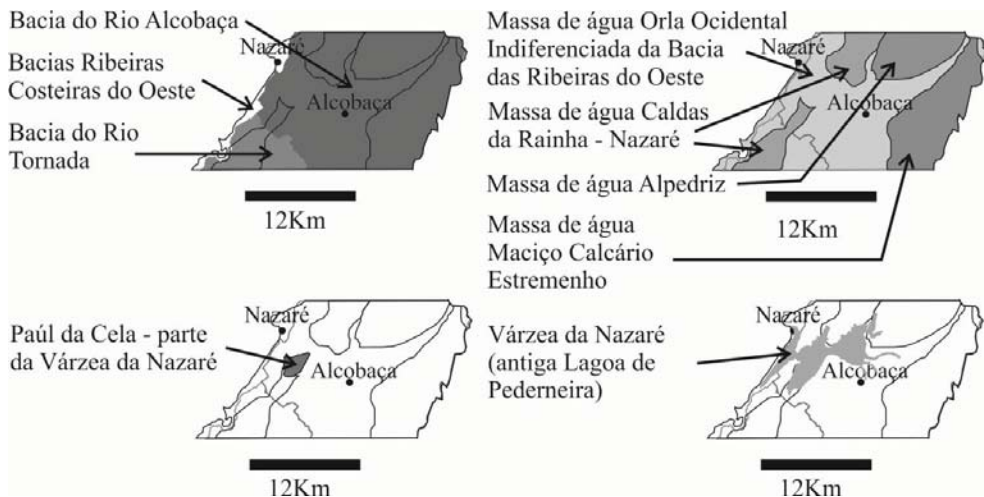 Bacia do Rio Alcobaça
Nazaré
Bacias Ribeiras
Costeiras do Oeste
Alcobaça
Bacia do Rio
Tornada
12Km
Massa de água Orla Ocidental
Indiferenciada da Bacia
das Ribeiras do Oeste
Nazaré
Alcobaça
Massa de água Caldas
da Rainha - Nazaré
Massa de água Alpedriz
12Km
Massa de água
Maciço Calcário
Estremenho
Nazaré
Paúl da Cela - parte
da Várzea da Nazaré
Alcobaça
12Km
Nazaré
Várzea da Nazaré
(antiga Lagoa de
Pederneira)
Alcobaça
12Km